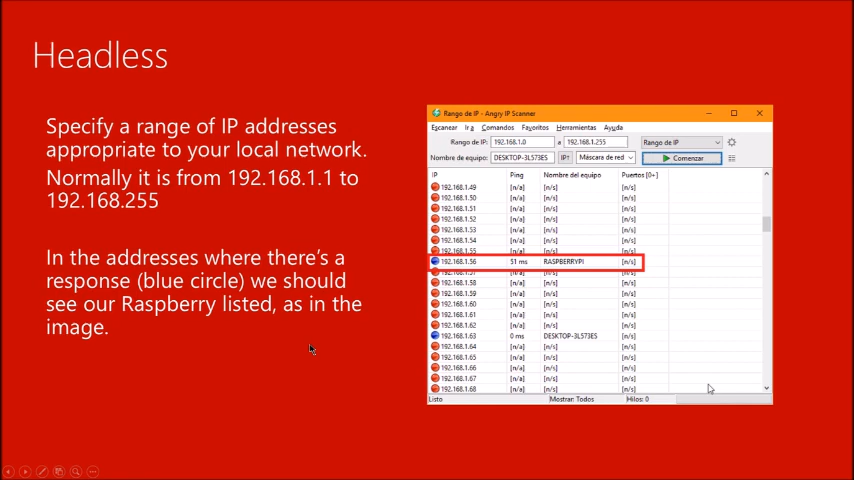 Headless
Specify a range of IP addresses
appropriate to your local network.
Normally it is from 192.168.1.1 to
192.168.255
In the addresses where there's a
response (blue circle) we should
see our Raspberry listed, as in the
image.
Rango de IP - Angry IP Scanner
Escanear Ir a Comandos Favoritos Herramientas Ayuda
Rango de IP: 192.168.1.0 a 192.168.1.255 Rango de IP
Nombre de equipo: DESKTOP-3L573ES IP↑ Máscara de red Comenzar
IP Ping Nombre del equipo Puertos [0+]
192.168.1.49 [n/a] [n/s] [n/s]
192.168.1.50 [n/a] [n/s] [n/s]
192.168.1.51 [n/a] [n/s] [n/s]
192.168.1.52 [n/a] [n/s] [n/s]
192.168.1.53 [n/a] [n/s] [n/s]
192.168.1.54 [n/a] [n/s] [n/s]
192.168.1.55 [n/a] [n/s] [n/s]
192.168.1.56 51 ms RASPBERRYPI [n/s]
192.168.1.57 [n/a] [n/s] [n/s]
192.168.1.58 [n/a] [n/s] [n/s]
192.168.1.59 [n/a] [n/s] [n/s]
192.168.1.60 [n/a] [n/s] [n/s]
192.168.1.61 [n/a] [n/s] [n/s]
192.168.1.62 [n/a] [n/s] [n/s]
192.168.1.63 0 ms DESKTOP-3L573ES [n/s]
192.168.1.64 [n/a] [n/s] [n/s]
192.168.1.65 [n/a] [n/s] [n/s]
192.168.1.66 [n/a] [n/s] [n/s]
192.168.1.67 [n/a] [n/s] [n/s]
192.168.1.68 [n/a] [n/s] [n/s]
Listo Mostrar: Todos Hilos: 0